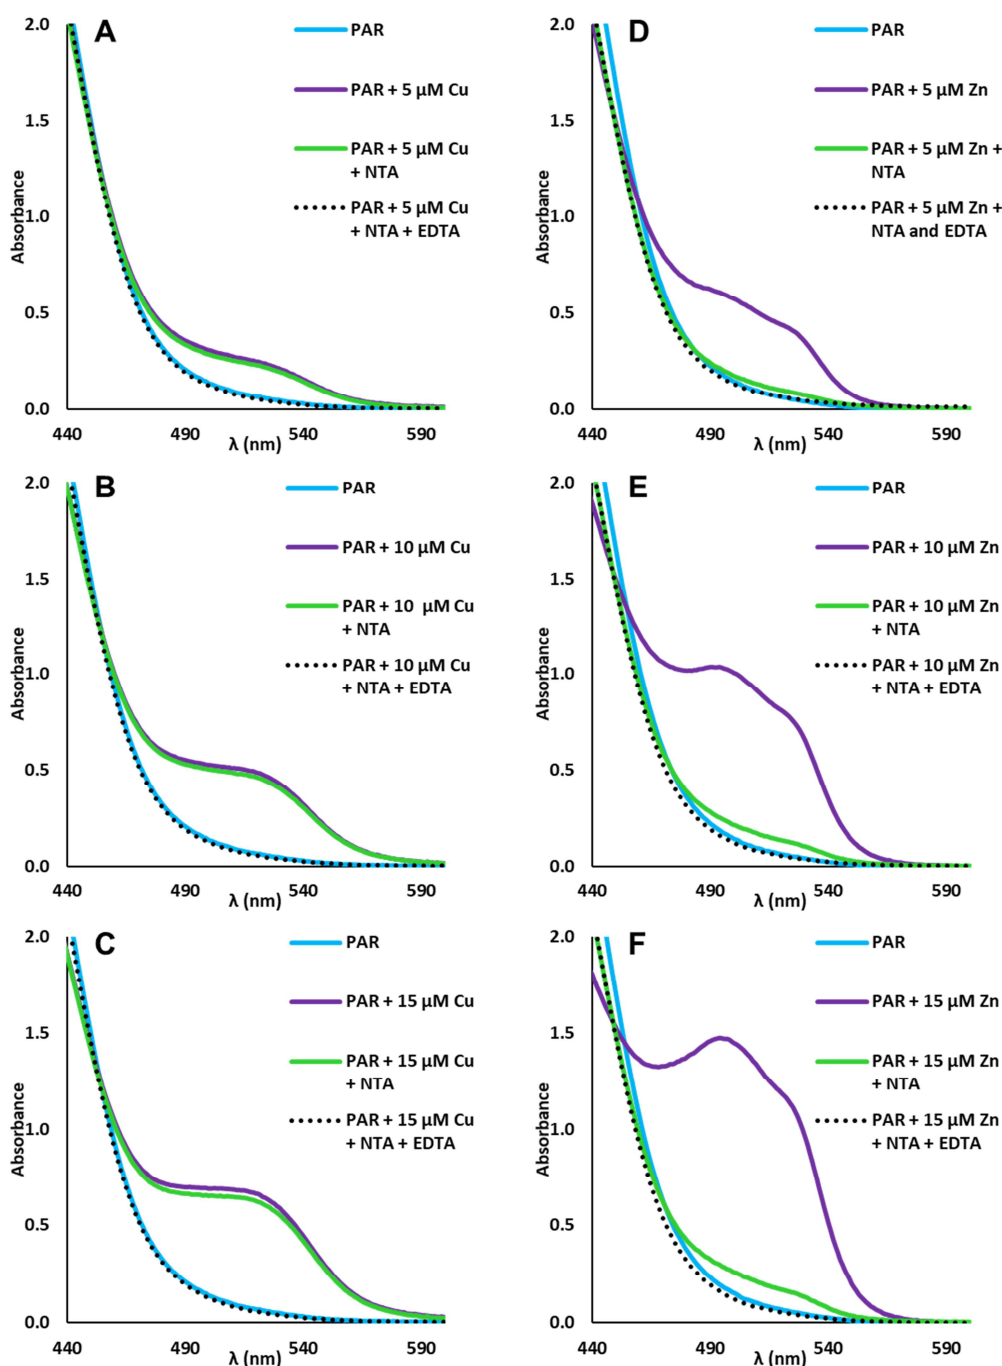 A
Absorbance
2.0
1.5
1.0
0.5
0.0
440
490
540
590
λ (nm)
PAR
PAR + 5 µM Cu
PAR + 5 µM Cu
+ NTA
PAR + 5 µM Cu
+ NTA + EDTA
D
Absorbance
2.0
1.5
1.0
0.5
0.0
440
490
540
590
λ (nm)
PAR
PAR + 5 µM Zn
PAR + 5 µM Zn +
NTA
PAR + 5 µM Zn +
NTA and EDTA
B
Absorbance
2.0
1.5
1.0
0.5
0.0
440
490
540
590
λ (nm)
PAR
PAR + 10 µM Cu
PAR + 10 µM Cu
+ NTA
PAR + 10 µM Cu
+ NTA + EDTA
E
Absorbance
2.0
1.5
1.0
0.5
0.0
440
490
540
590
λ (nm)
PAR
PAR + 10 µM Zn
PAR + 10 µM Zn
+ NTA
PAR + 10 µM Zn
+ NTA + EDTA
C
Absorbance
2.0
1.5
1.0
0.5
0.0
440
490
540
590
λ (nm)
PAR
PAR + 15 µM Cu
PAR + 15 µM Cu
+ NTA
PAR + 15 µM Cu
+ NTA + EDTA
F
Absorbance
2.0
1.5
1.0
0.5
0.0
440
490
540
590
λ (nm)
PAR
PAR + 15 µM Zn
PAR + 15 µM Zn
+ NTA
PAR + 15 µM Zn
+ NTA + EDTA